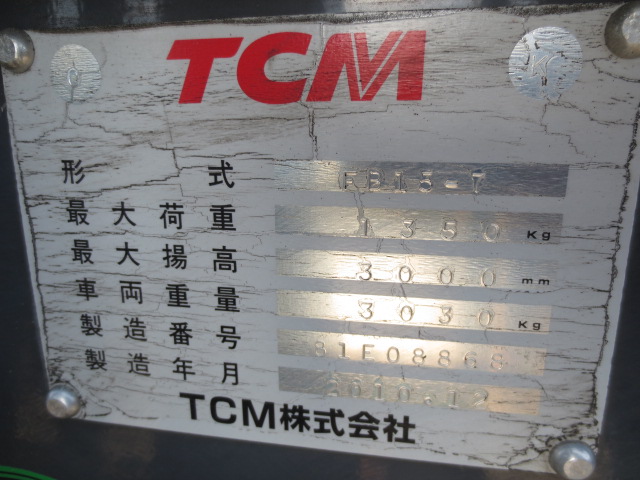 TCM
形式 FB15-7
最大荷重 1350 Kg
最大揚高 3000 mm
車両重量 3030 Kg
製造番号 81E08868
製造年月 2010.12
TCM株式会社